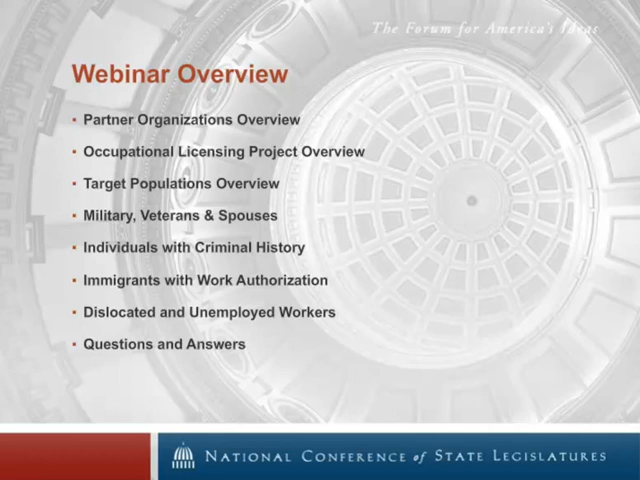 The Forum for America's Ideas
Webinar Overview
▪ Partner Organizations Overview
▪ Occupational Licensing Project Overview
▪ Target Populations Overview
▪ Military, Veterans & Spouses
▪ Individuals with Criminal History
▪ Immigrants with Work Authorization
▪ Dislocated and Unemployed Workers
▪ Questions and Answers
NATIONAL CONFERENCE of STATE LEGISLATURES